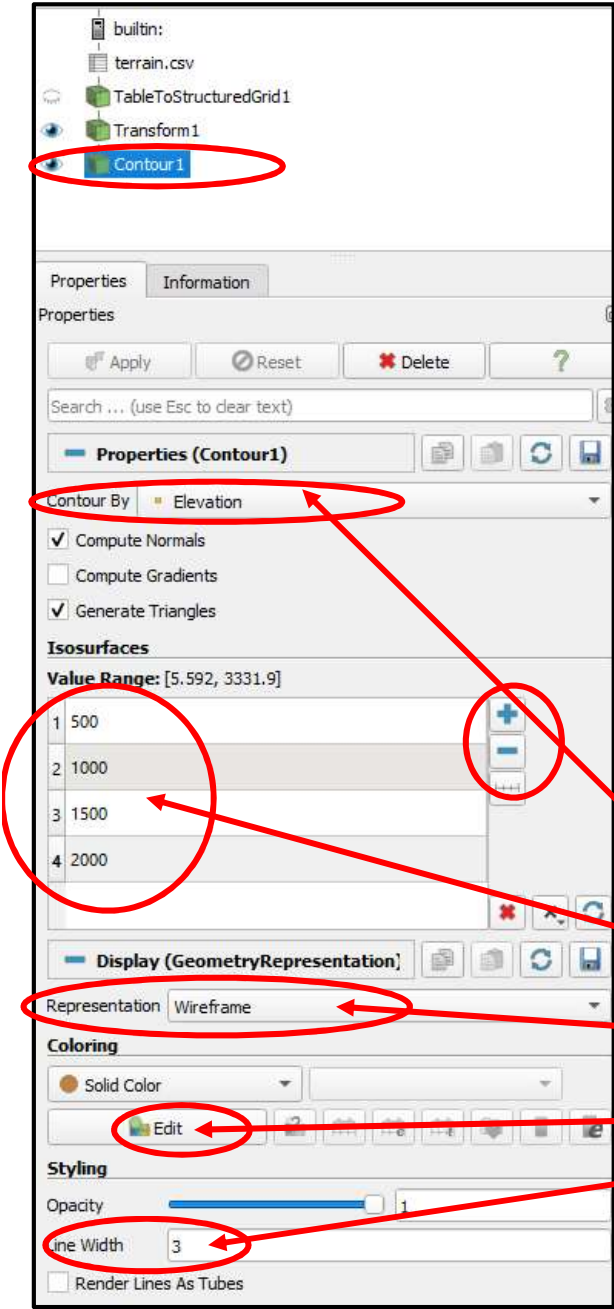 builtin:
terrain.csv
TableToStructuredGrid1
Transform1
Contour1
Properties Information
Properties
Apply Reset Delete ?
Search ... (use Esc to clear text)
Properties (Contour1)
Contour By Elevation
Compute Normals
Compute Gradients
Generate Triangles
Isosurfaces
Value Range: [5.592, 3331.9]
1 500
2 1000
3 1500
4 2000
Display (GeometryRepresentation)
Representation Wireframe
Coloring
Solid Color
Edit
Styling
Opacity 1
Line Width 3
Render Lines As Tubes